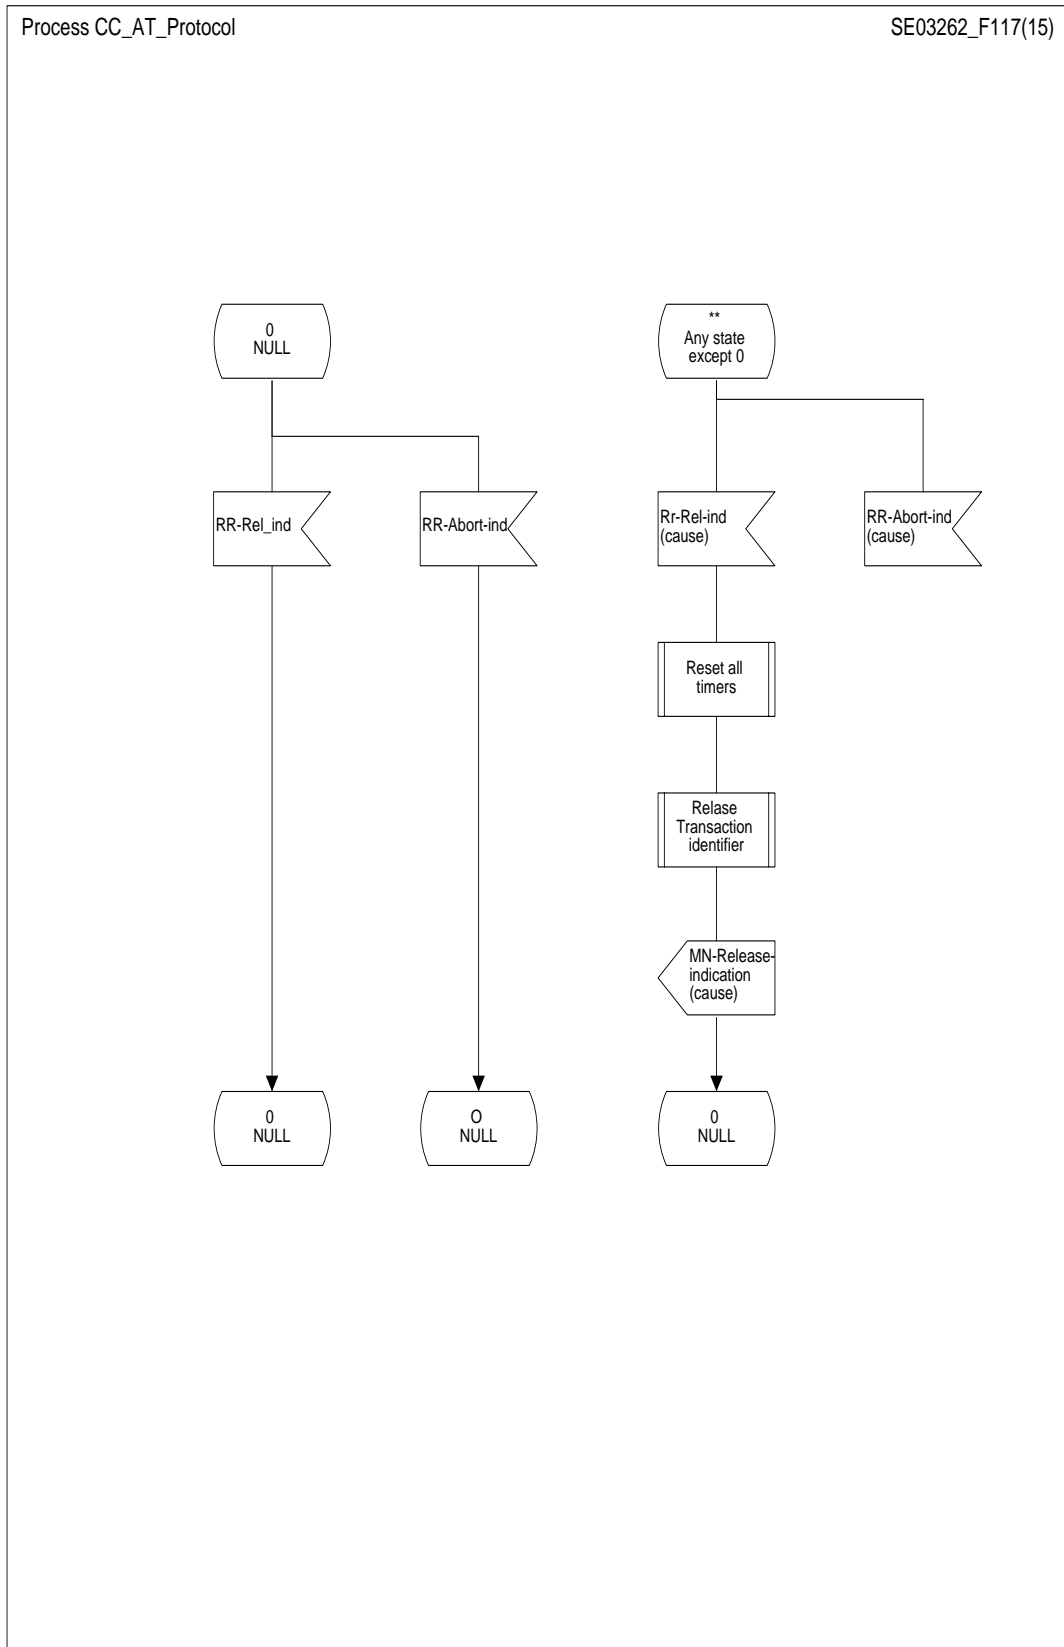 Process CC_AT_Protocol
SE03262_F117(15)
0
NULL
**
Any state
except 0
RR-Rel_ind
RR-Abort-ind
Rr-Rel-ind
(cause)
RR-Abort-ind
(cause)
Reset all
timers
Relase
Transaction
identifier
MN-Release-
indication
(cause)
0
NULL
O
NULL
0
NULL